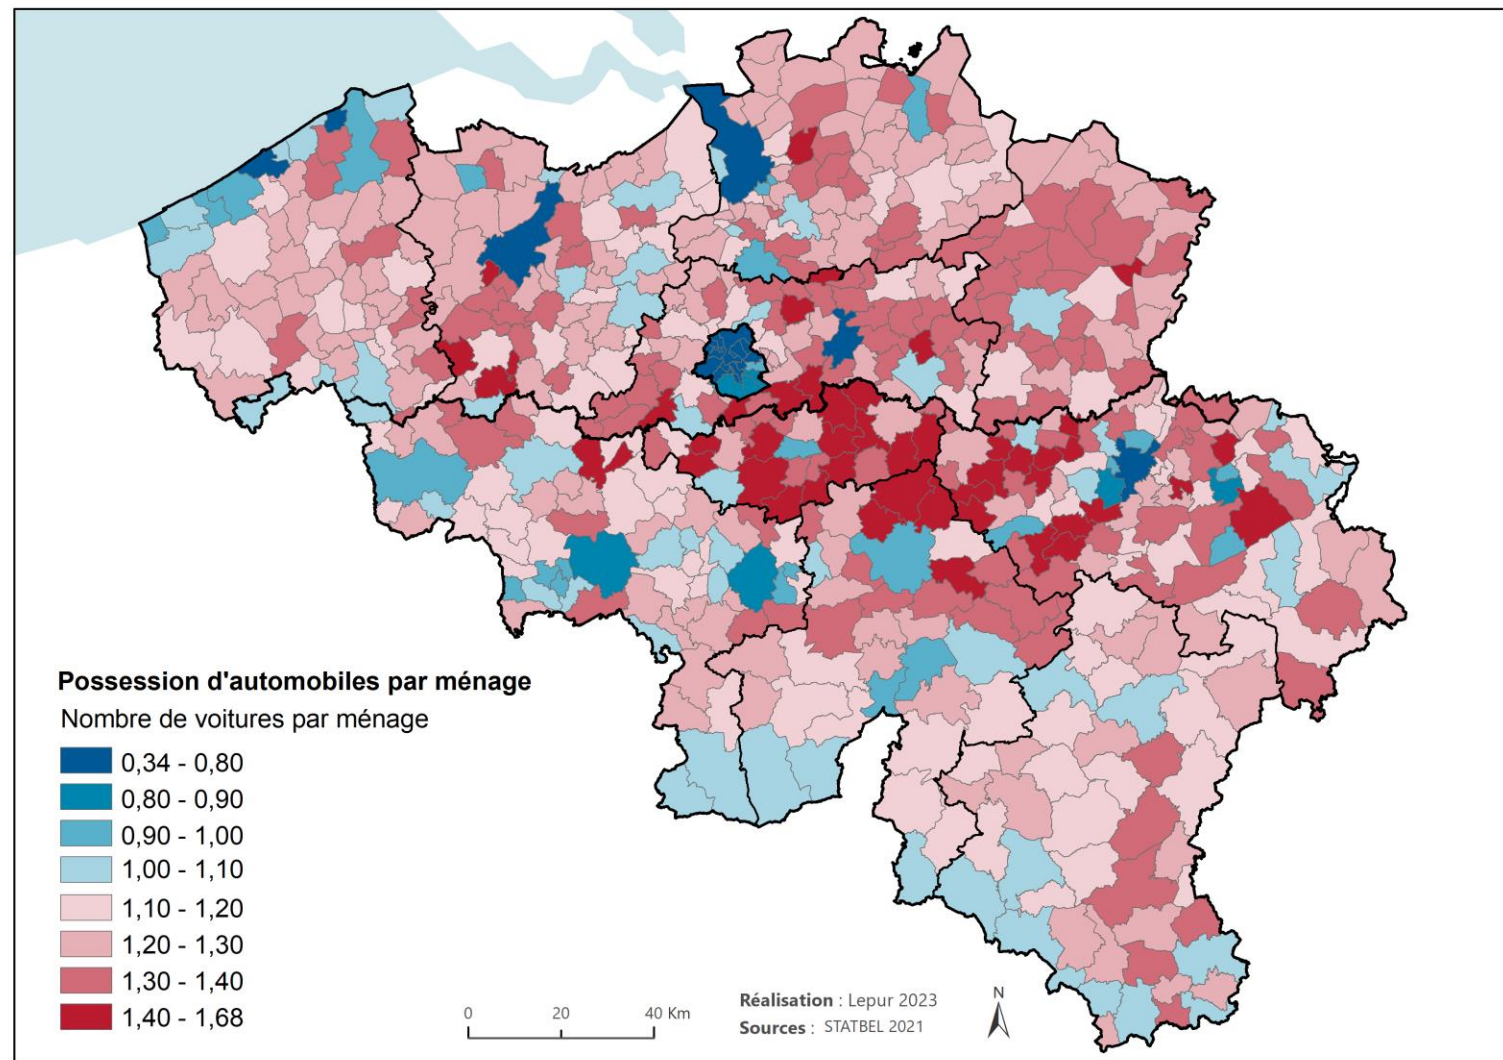 Possession d'automobiles par ménage
Nombre de voitures par ménage
0,34 - 0,80
0,80 - 0,90
0,90 - 1,00
1,00 - 1,10
1,10 - 1,20
1,20 - 1,30
1,30 - 1,40
1,40 - 1,68
0 20 40 Km
Réalisation : Lepur 2023
Sources : STATBEL 2021
N